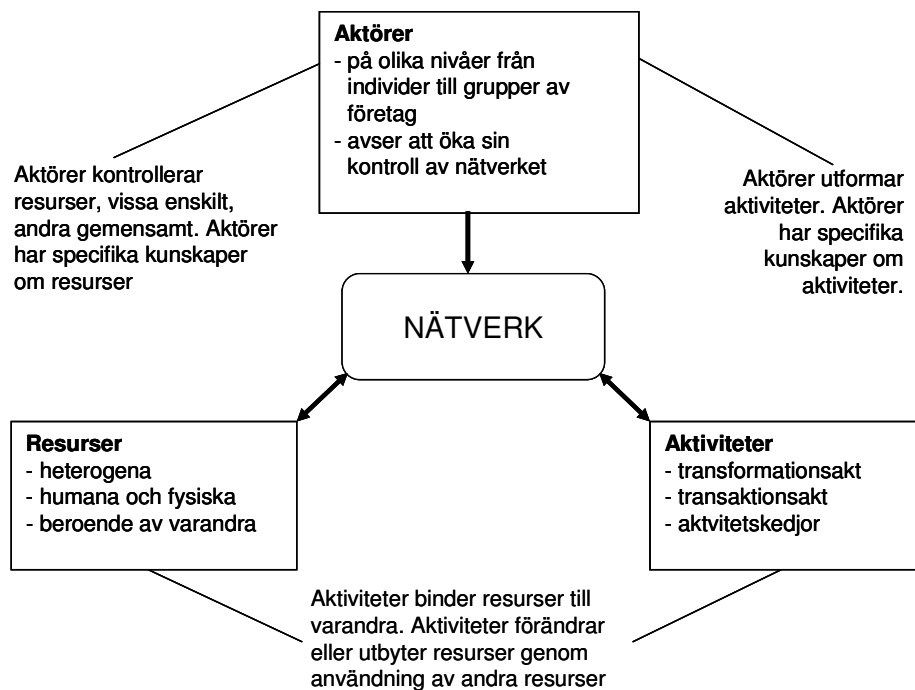 Aktörer
- på olika nivåer från
individer till grupper av
företag
- avser att öka sin
kontroll av nätverket
Aktörer kontrollerar
resurser, vissa enskilt,
andra gemensamt. Aktörer
har specifika kunskaper
om resurser
Aktörer utformar
aktiviteter. Aktörer
har specifika
kunskaper om
aktiviteter.
NÄTVERK
Resurser
- heterogena
- humana och fysiska
- beroende av varandra
Aktiviteter
- transformationsakt
- transaktionsakt
- aktvitetskedjor
Aktiviteter binder resurser till
varandra. Aktiviteter förändrar
eller utbyter resurser genom
användning av andra resurser